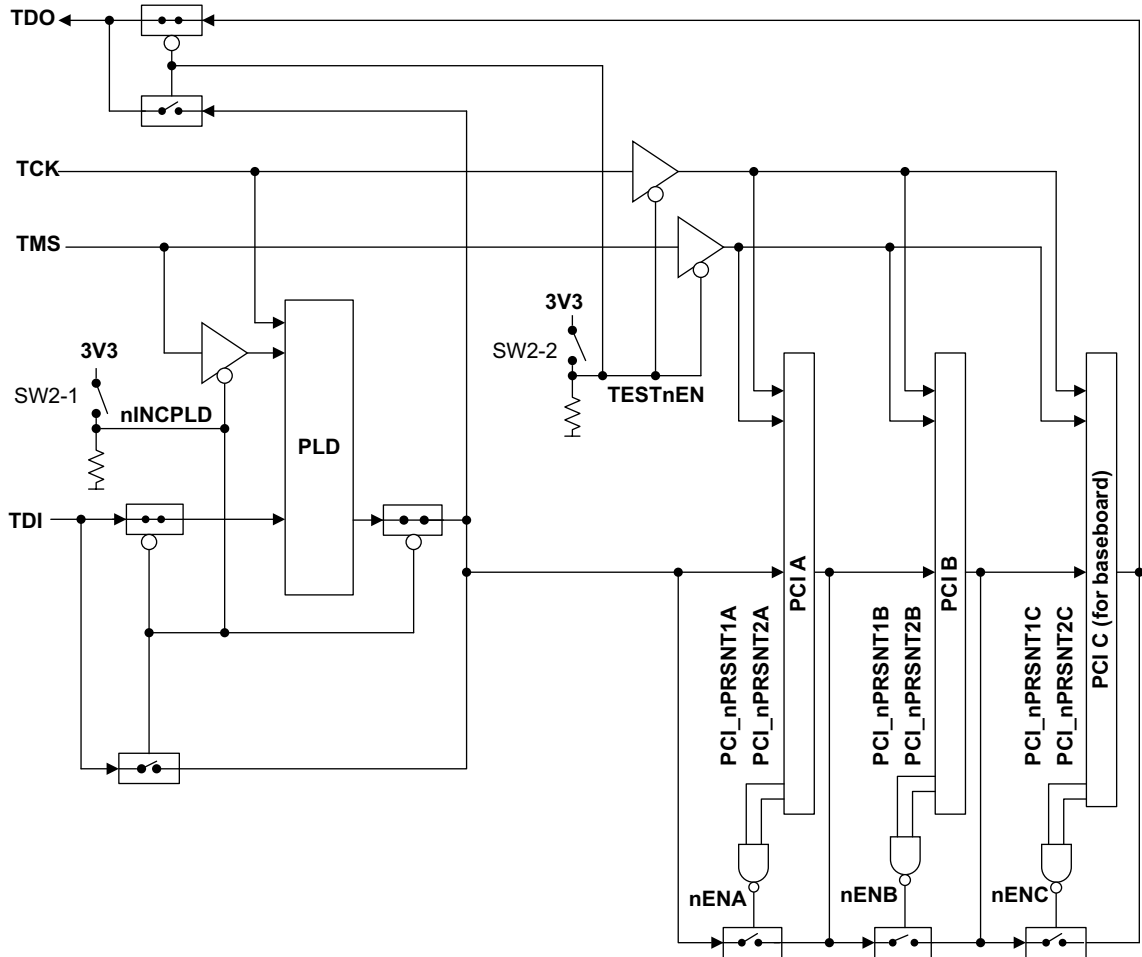 TDO
TCK
TMS
3V3
SW2-2
TESTnEN
3V3
SW2-1
nINCPLD
PLD
TDI
PCI A
PCI B
PCI C (for baseboard)
PCI_nPRSNT1A
PCI_nPRSNT2A
PCI_nPRSNT1B
PCI_nPRSNT2B
PCI_nPRSNT1C
PCI_nPRSNT2C
nENA
nENB
nENC